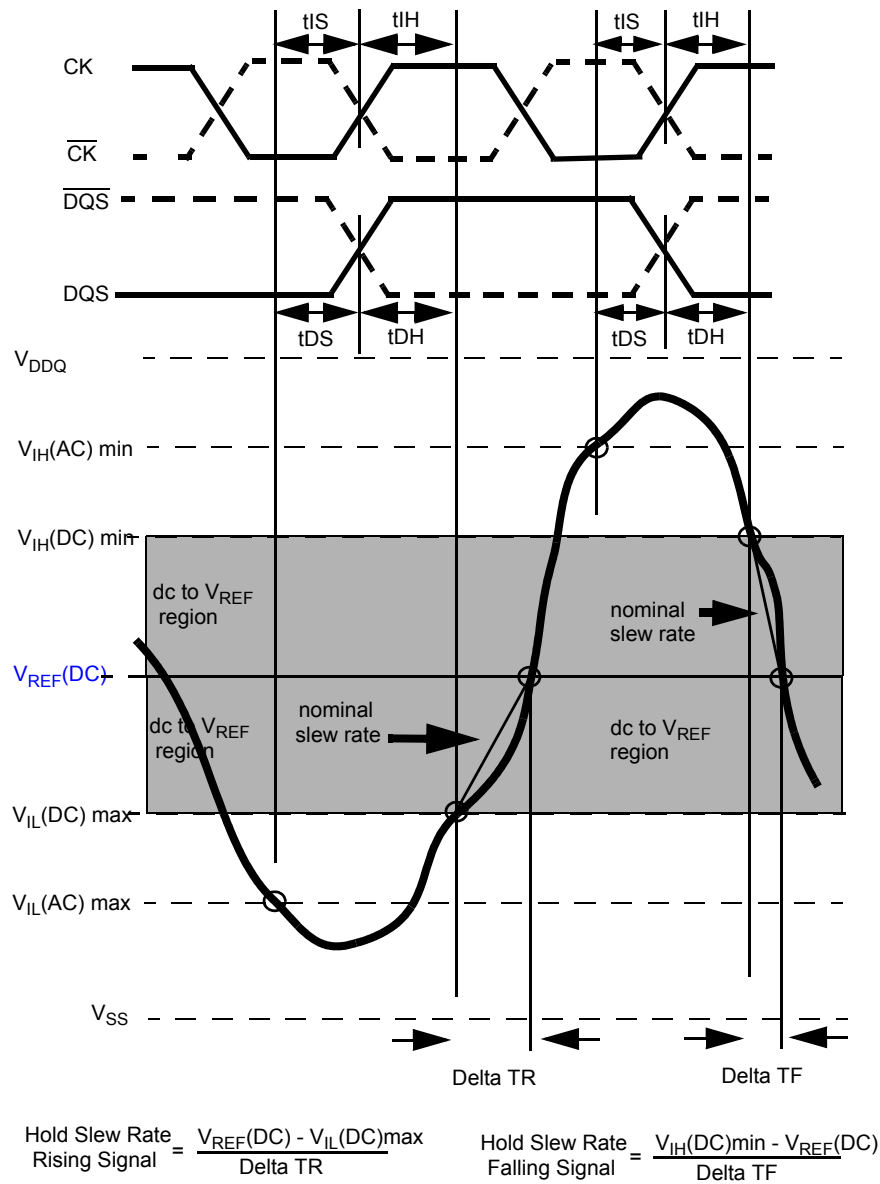 tIS tIH tIS tIH
CK
C̅K̅
D̅Q̅S̅
DQS
tDS tDH tDS tDH
VDDQ
VIH(AC) min
VIH(DC) min
dc to VREF
region
nominal
slew rate
VREF(DC)
dc to VREF
region
nominal
slew rate
dc to VREF
region
VIL(DC) max
VIL(AC) max
VSS
Delta TR Delta TF
Hold Slew Rate
Rising Signal = VREF(DC) - VIL(DC)max
Delta TR
Hold Slew Rate
Falling Signal = VIH(DC)min - VREF(DC)
Delta TF